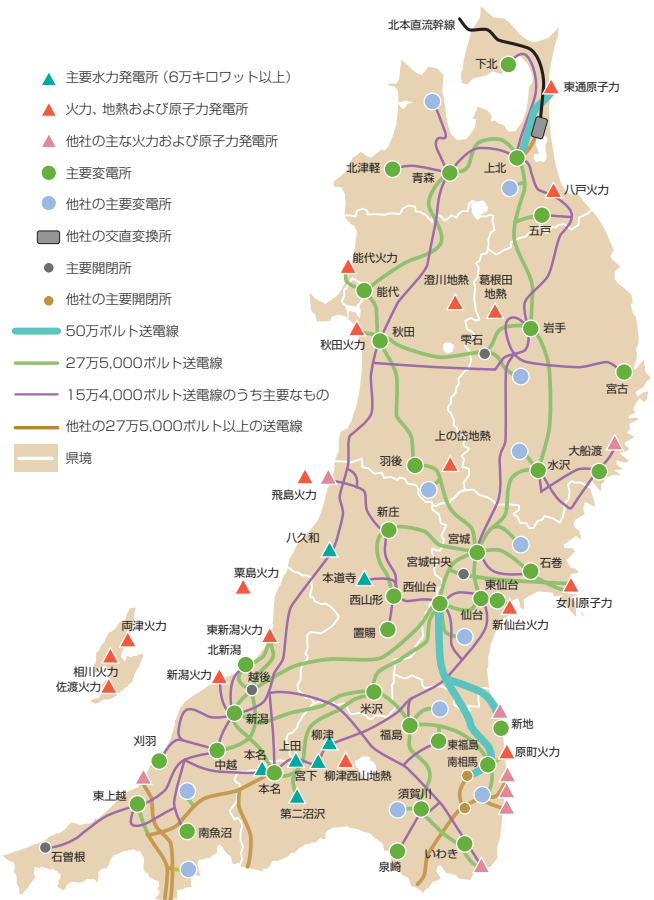 北本直流幹線
下北
東通原子力
主要水力発電所（6万キロワット以上）
火力、地熱および原子力発電所
他社の主な火力および原子力発電所
主要変電所
他社の主要変電所
他社の交直変換所
主要開閉所
他社の主要開閉所
50万ボルト送電線
27万5,000ボルト送電線
15万4,000ボルト送電線のうち主要なもの
他社の27万5,000ボルト以上の送電線
県境
北津軽
青森
上北
八戸火力
五戸
能代火力
能代
澄川地熱
葛根田
地熱
秋田火力
秋田
雫石
岩手
宮古
羽後
上の岱地熱
大船渡
水沢
飛島火力
新庄
八久和
宮城
宮城中央
石巻
本道寺
西仙台
東仙台
粟島火力
西山形
仙台
女川原子力
新仙台火力
置賜
両津火力
相川火力
佐渡火力
東新潟火力
北新潟
新潟火力
越後
新潟
米沢
福島
新地
刈羽
中越
本名
上田
柳津
東福島
南相馬
原町火力
本名
宮下
柳津西山地熱
東上越
第二沼沢
須賀川
南魚沼
石曽根
泉崎
いわき